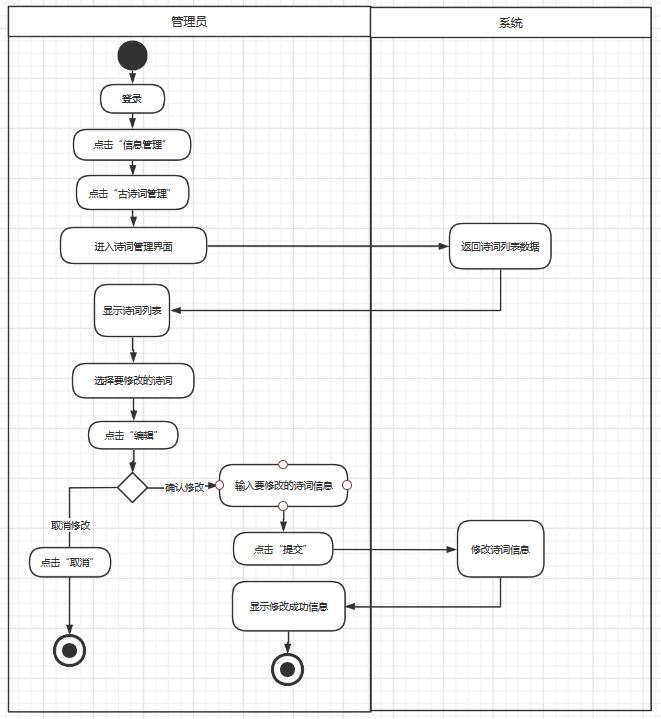 管理员
系统
登录
点击“信息管理”
点击“古诗词管理”
进入诗词管理界面
返回诗词列表数据
显示诗词列表
选择要修改的诗词
点击“编辑”
确认修改
输入要修改的诗词信息
取消修改
点击“取消”
点击“提交”
修改诗词信息
显示修改成功信息